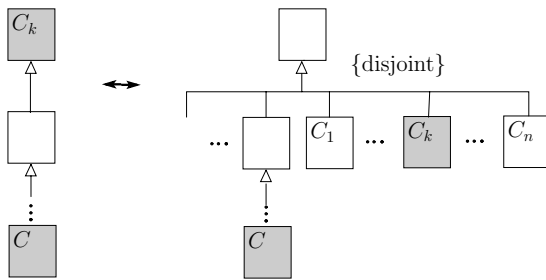 C_k
{disjoint}
... C_1 ... C_k ... C_n
⋮ ⋮
C C